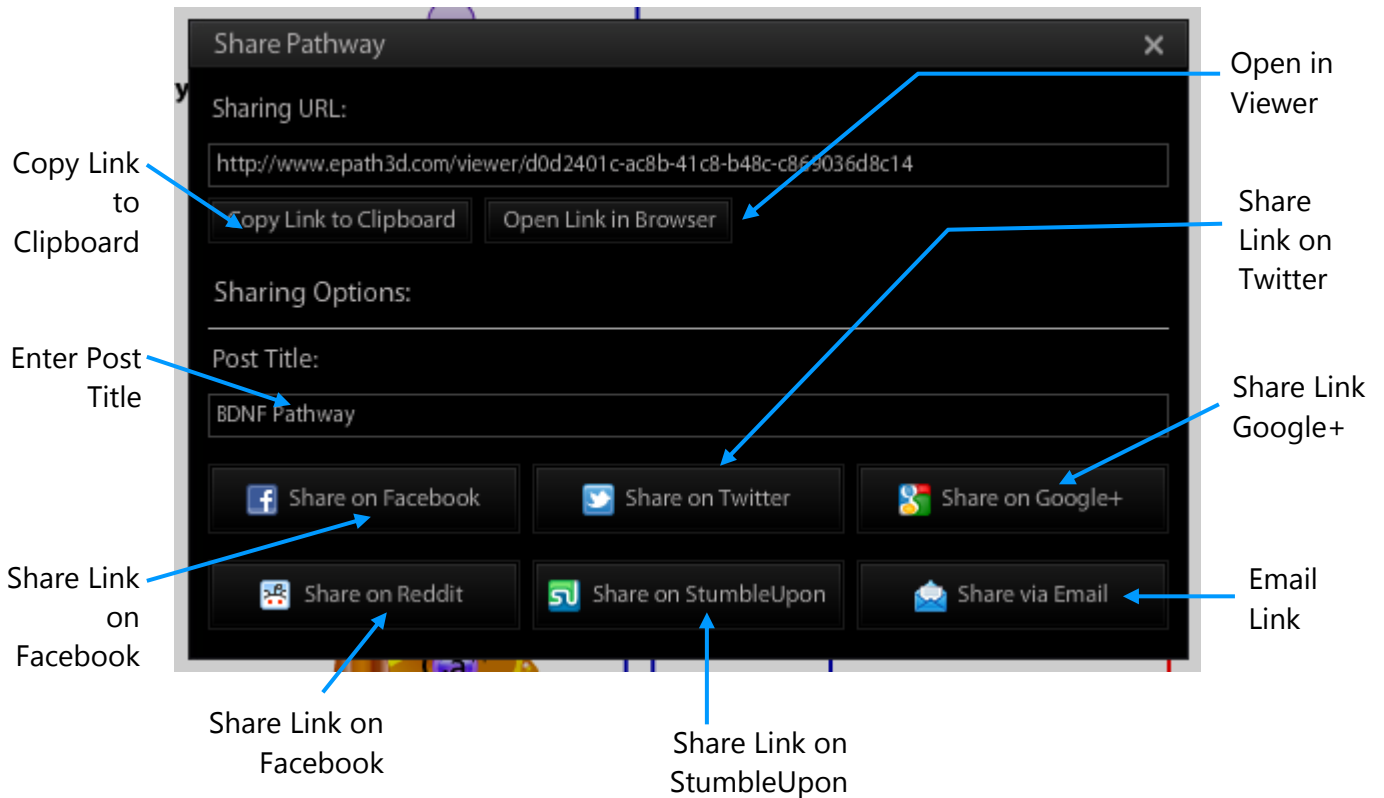 Share Pathway
Open in
Viewer
y
Sharing URL:
http://www.epath3d.com/viewer/d0d2401c-ac8b-41c8-b48c-c869036d8c14
Copy Link
to
Clipboard
Copy Link to Clipboard
Open Link in Browser
Share
Link on
Twitter
Sharing Options:
Enter Post
Title
Post Title:
BDNF Pathway
Share Link
Google+
Share on Facebook
Share on Twitter
Share on Google+
Share Link
on
Facebook
Share on Reddit
Share on StumbleUpon
Share via Email
Email
Link
Ca
Share Link on
Facebook
Share Link on
StumbleUpon